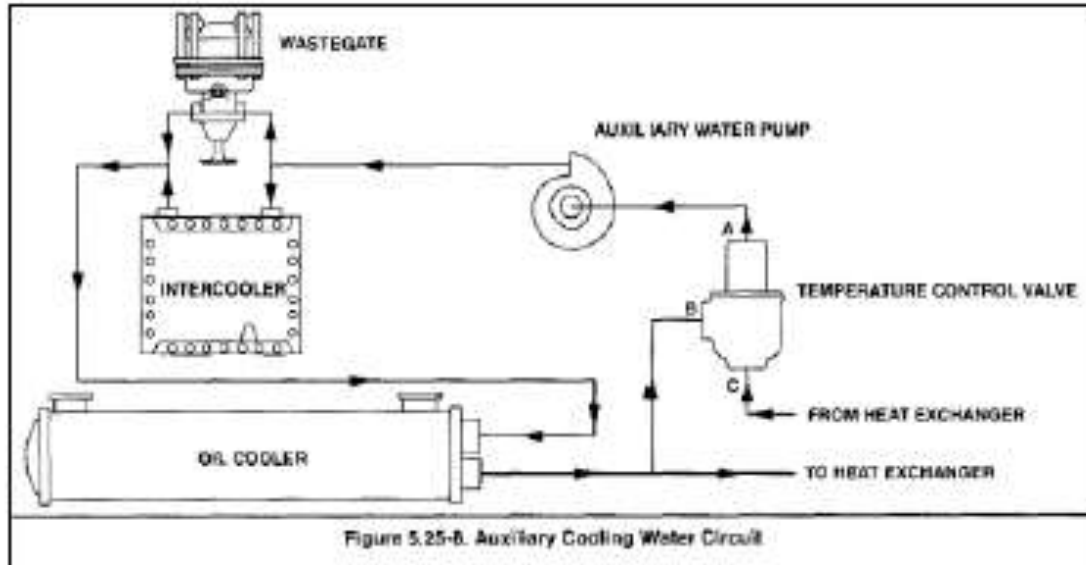 WASTEGATE
AUXILIARY WATER PUMP
A
INTERCOOLER
TEMPERATURE CONTROL VALVE
B
C
FROM HEAT EXCHANGER
OIL COOLER
TO HEAT EXCHANGER
Figure 5.25-8. Auxiliary Cooling Water Circuit